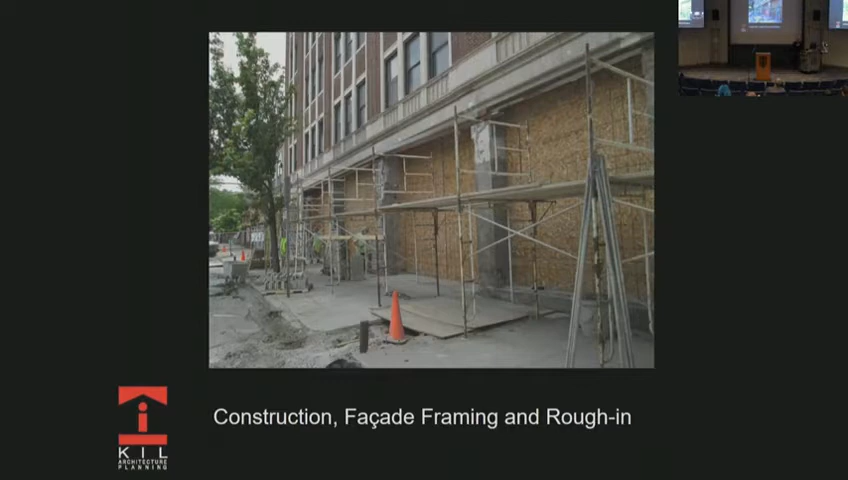 Construction, Façade Framing and Rough-in
KIL
ARCHITECTURE
PLANNING